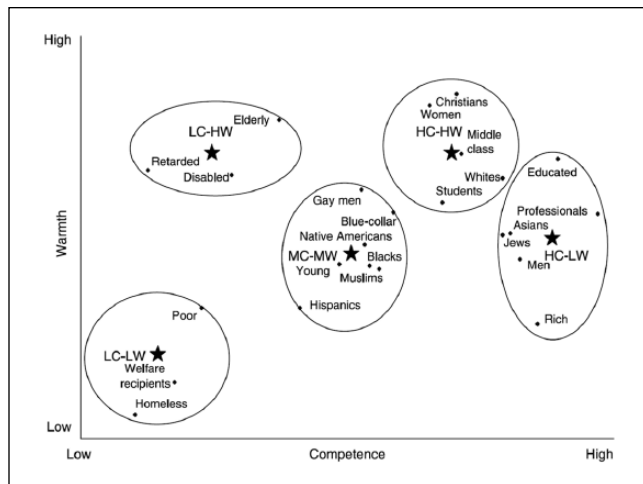 High
Christians
Women
HC-HW
Middle
class
Whites
Students
Elderly
LC-HW
Retarded
Disabled
Educated
Professionals
Asians
Jews
HC-LW
Men
Rich
Gay men
Blue-collar
Native Americans
MC-MW
Blacks
Young
Muslims
Hispanics
Warmth
Poor
LC-LW
Welfare
recipients
Homeless
Low
Low
Competence
High